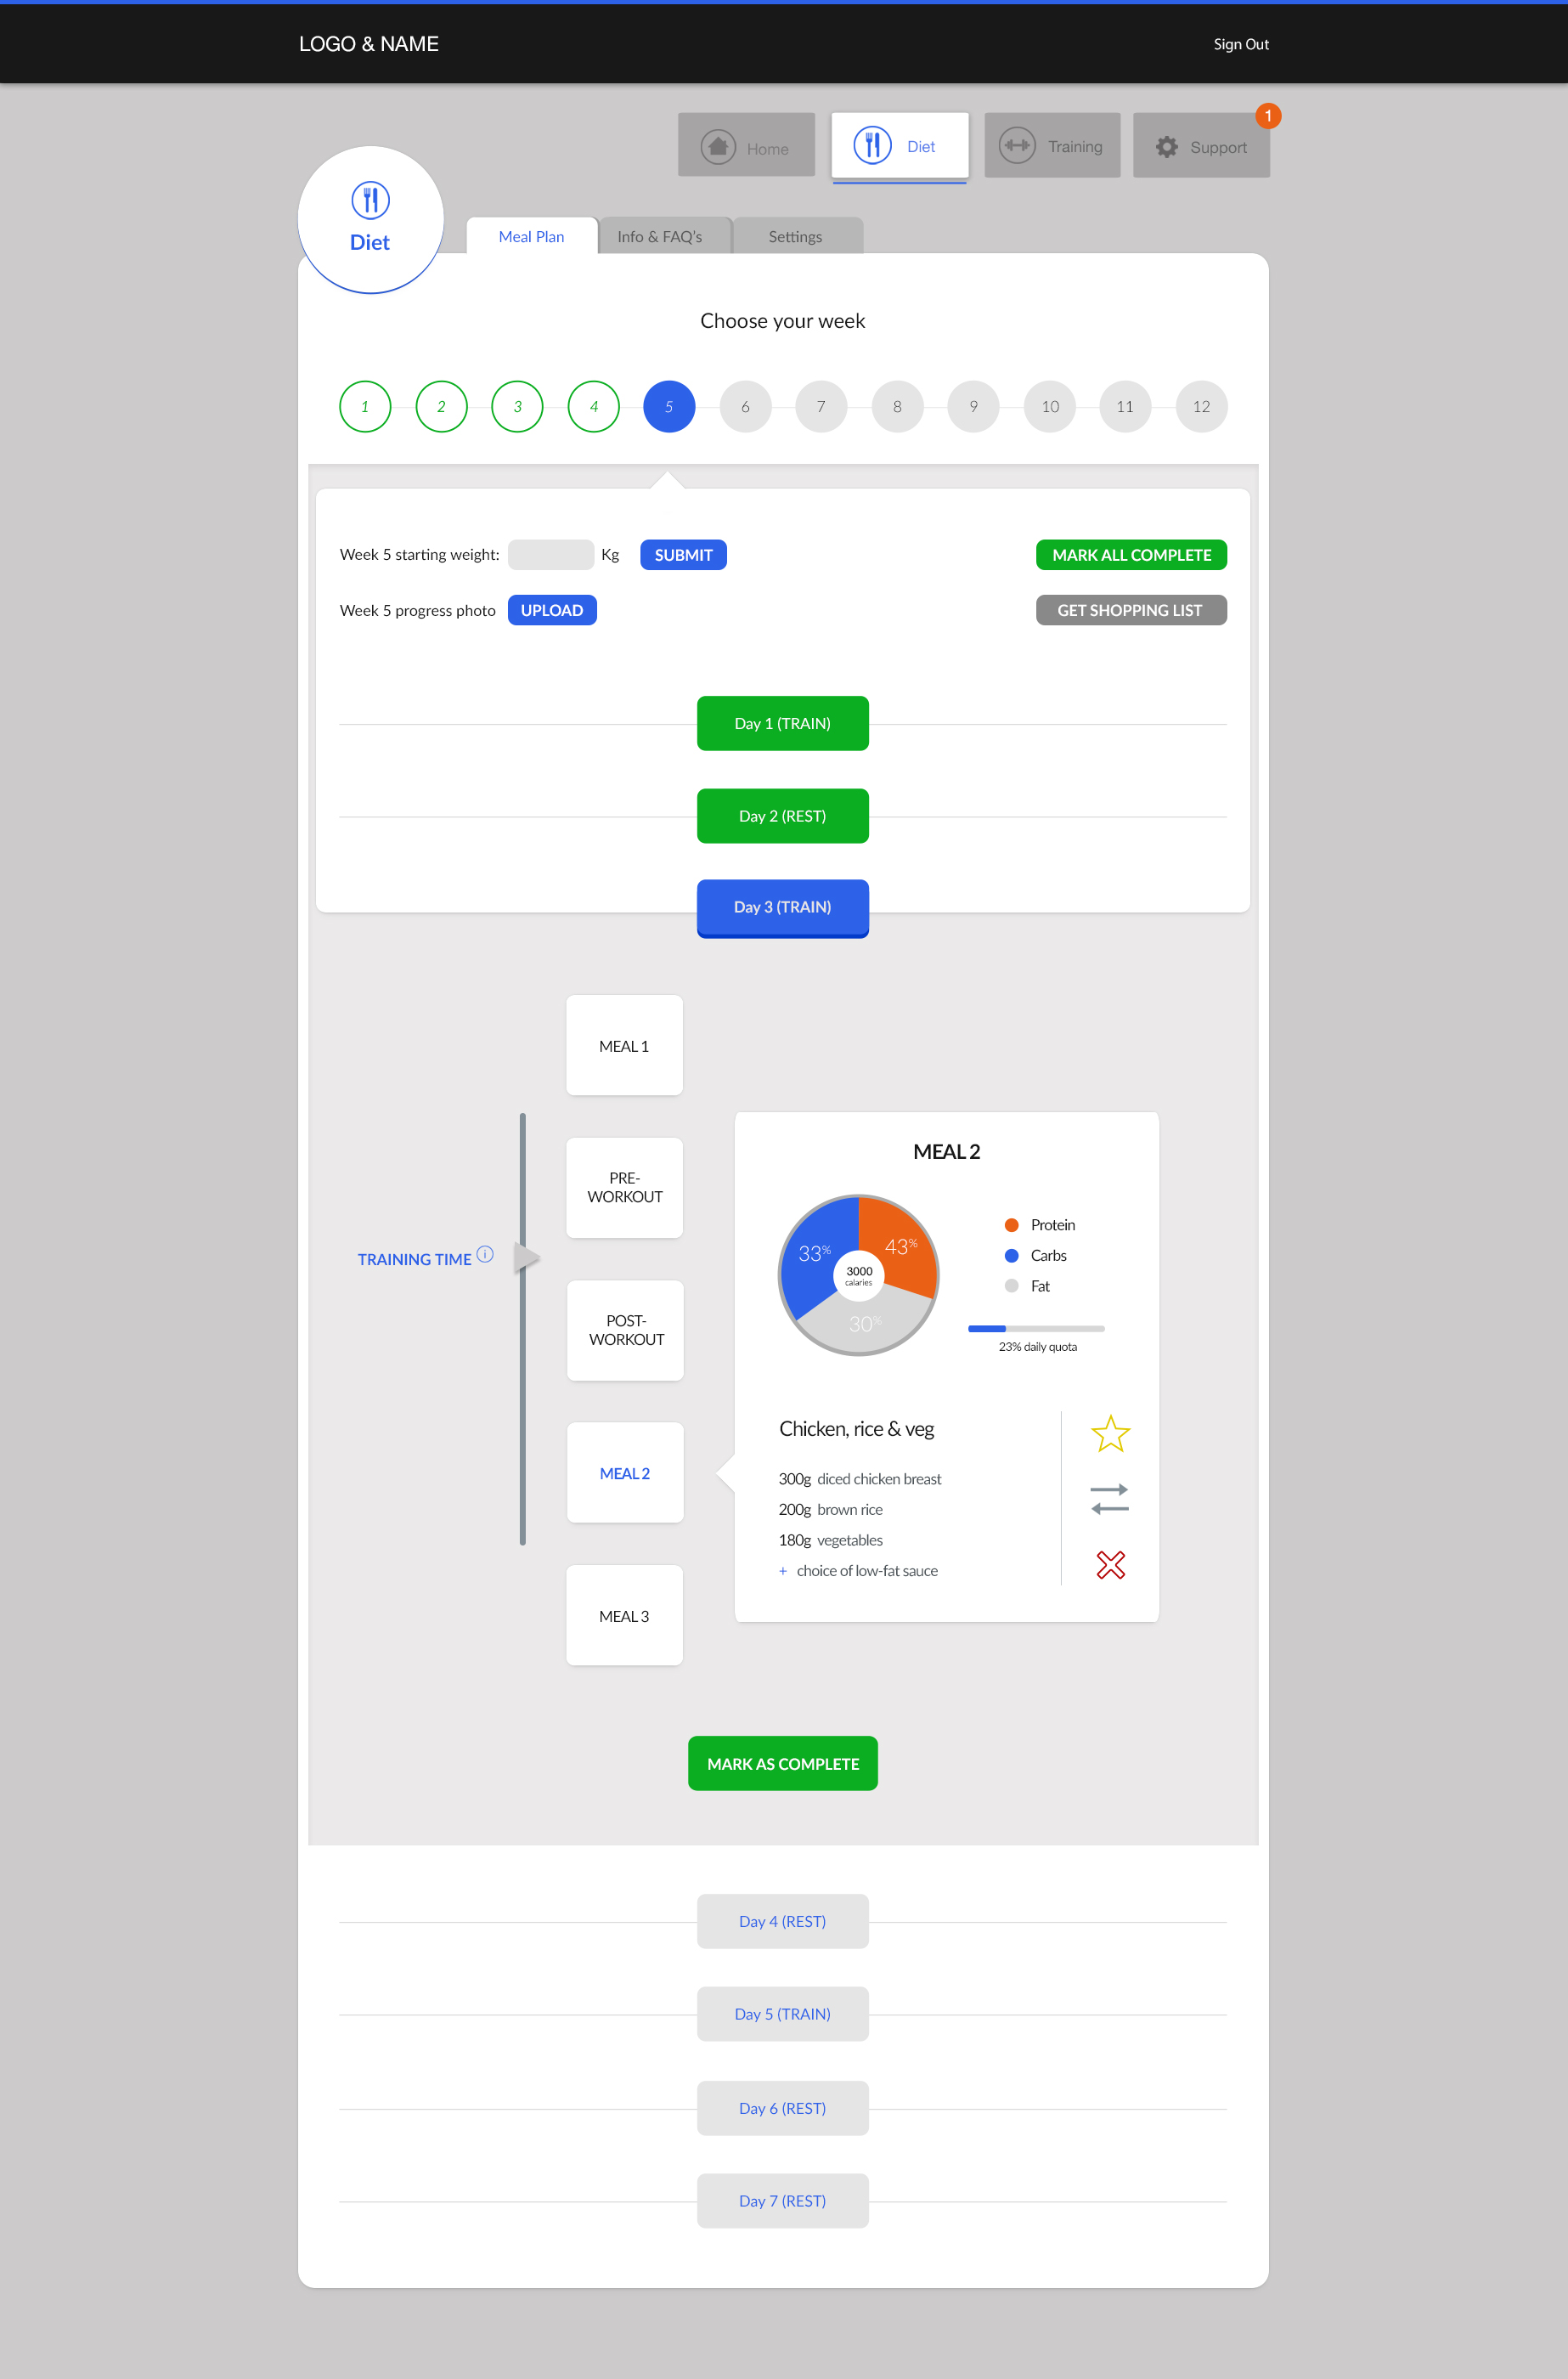 LOGO & NAME
Sign Out
1
Home
Diet
Training
Support
Diet
Meal Plan
Info & FAQ's
Settings
Choose your week
1 2 3 4 5 6 7 8 9 10 11 12
Week 5 starting weight: Kg SUBMIT
MARK ALL COMPLETE
Week 5 progress photo UPLOAD
GET SHOPPING LIST
Day 1 (TRAIN)
Day 2 (REST)
Day 3 (TRAIN)
MEAL 1
PRE-
WORKOUT
TRAINING TIME i
POST-
WORKOUT
MEAL 2
MEAL 3
MEAL 2
33%
43%
30%
3000
calaries
Protein
Carbs
Fat
23% daily quota
Chicken, rice & veg
300g diced chicken breast
200g brown rice
180g vegetables
+ choice of low-fat sauce
MARK AS COMPLETE
Day 4 (REST)
Day 5 (TRAIN)
Day 6 (REST)
Day 7 (REST)